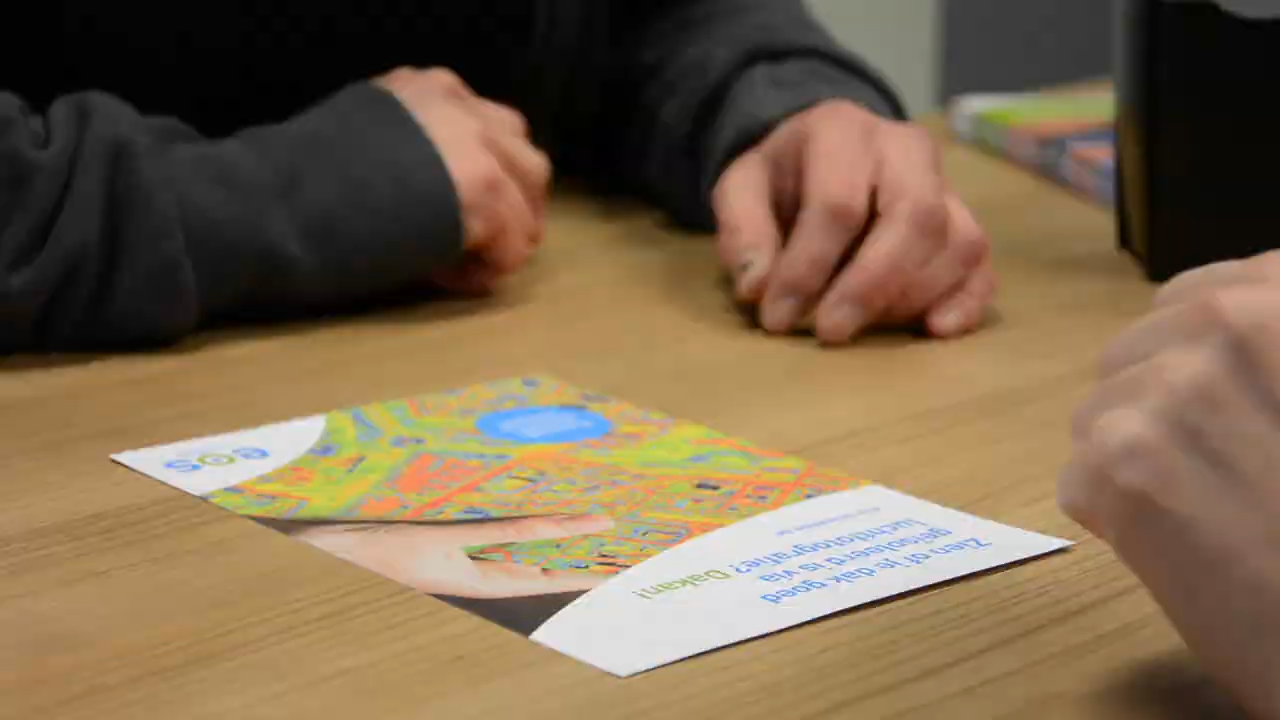 Zien of je dak goed
geïsoleerd is via
luchtfotografie? Dakan!
eos